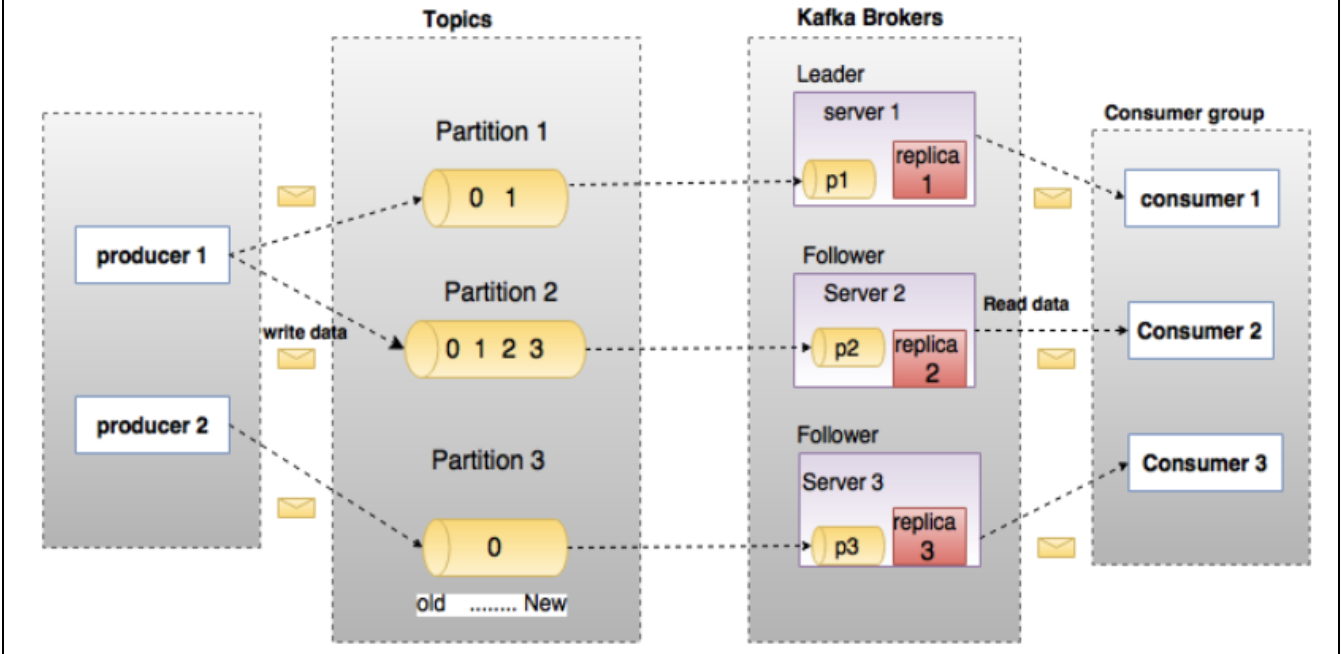 Topics
Kafka Brokers
Leader
server 1
Consumer group
Partition 1
replica
1
p1
0 1
consumer 1
producer 1
Follower
Server 2
Partition 2
Read data
write data
Consumer 2
0 1 2 3
p2
replica
2
producer 2
Follower
Partition 3
Server 3
Consumer 3
replica
3
0
p3
old ........ New